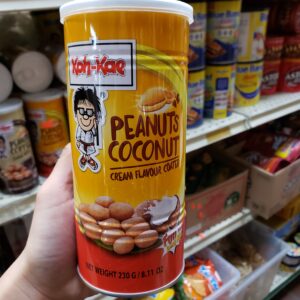 Koh-Kae
PEANUTS
COCONUT
CREAM FLAVOUR COATED
NET WEIGHT 230 G / 8.11 OZ